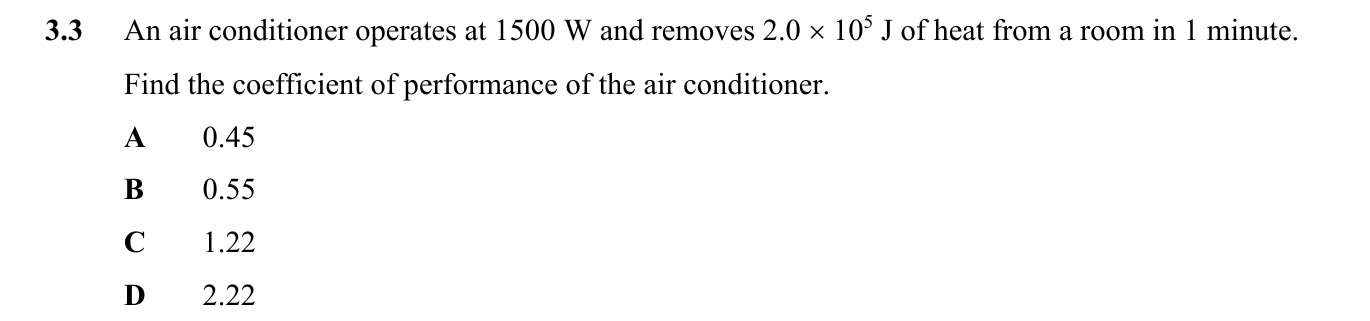 3.3 An air conditioner operates at 1500 W and removes 2.0 × 10⁵ J of heat from a room in 1 minute.
Find the coefficient of performance of the air conditioner.
A 0.45
B 0.55
C 1.22
D 2.22